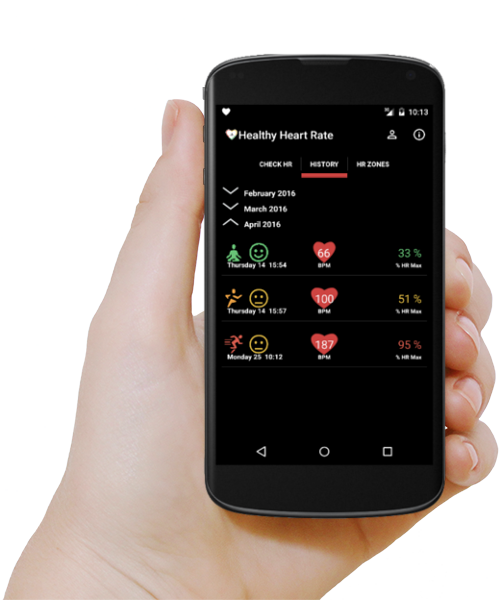 10:13
Healthy Heart Rate
CHECK HR HISTORY HR ZONES
February 2016
March 2016
April 2016
66 33 %
Thursday 14 15:54 BPM % HR Max
100 51 %
Thursday 14 15:57 BPM % HR Max
187 95 %
Monday 25 10:12 BPM % HR Max